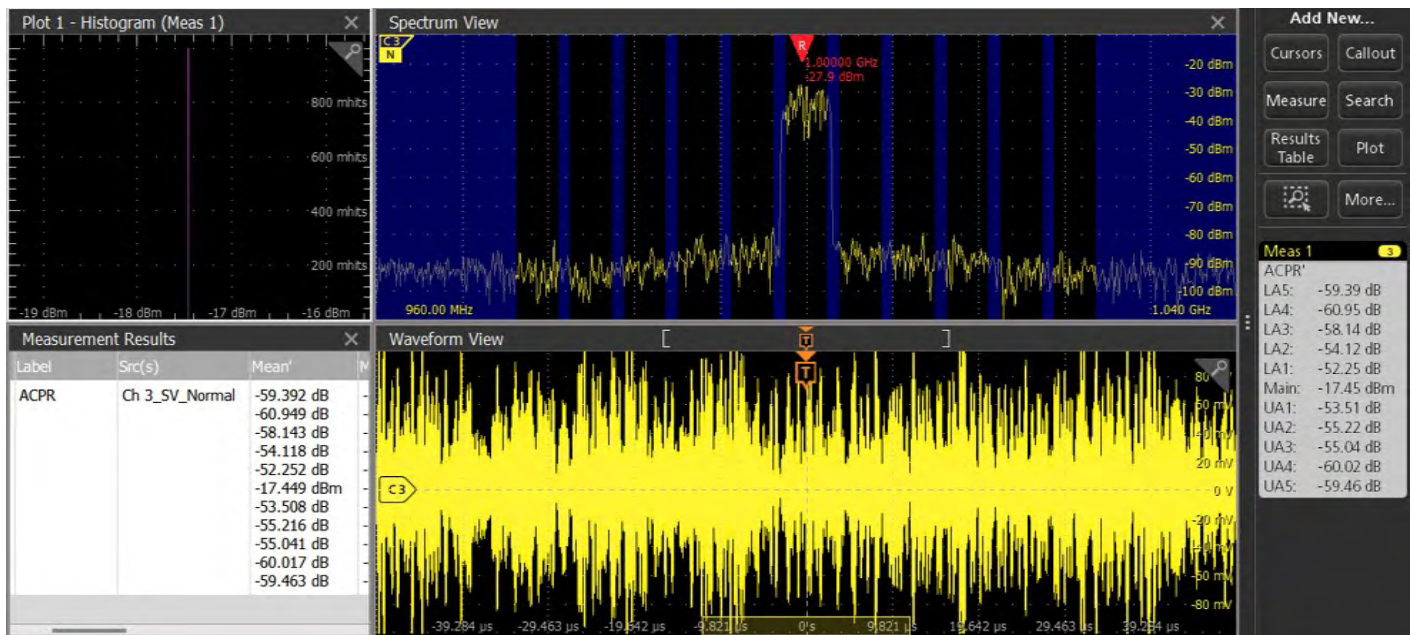 Plot 1 - Histogram (Meas 1)
800 mhits
600 mhits
400 mhits
200 mhits
-19 dBm -18 dBm -17 dBm -16 dBm
Spectrum View
C3
N
R
1.00000 GHz
-27.9 dBm
-20 dBm
-30 dBm
-40 dBm
-50 dBm
-60 dBm
-70 dBm
-80 dBm
-90 dBm
-100 dBm
960.00 MHz
1.040 GHz
Measurement Results
Label Src(s) Mean' M
ACPR Ch 3_SV_Normal -59.392 dB
-60.949 dB
-58.143 dB
-54.118 dB
-52.252 dB
-17.449 dBm
-53.508 dB
-55.216 dB
-55.041 dB
-60.017 dB
-59.463 dB
Waveform View
T
T
C3
80
60 mV
40 mV
20 mV
0 V
-20 mV
-40 mV
-60 mV
-80 mV
-39.284 µs -29.463 µs -19.642 µs -9.821 µs 0's 9.821 µs 19.642 µs 29.463 µs 39.284 µs
Add New...
Cursors Callout
Measure Search
Results
Table
Plot
More...
Meas 1 3
ACPR'
LA5: -59.39 dB
LA4: -60.95 dB
LA3: -58.14 dB
LA2: -54.12 dB
LA1: -52.25 dB
Main: -17.45 dBm
UA1: -53.51 dB
UA2: -55.22 dB
UA3: -55.04 dB
UA4: -60.02 dB
UA5: -59.46 dB